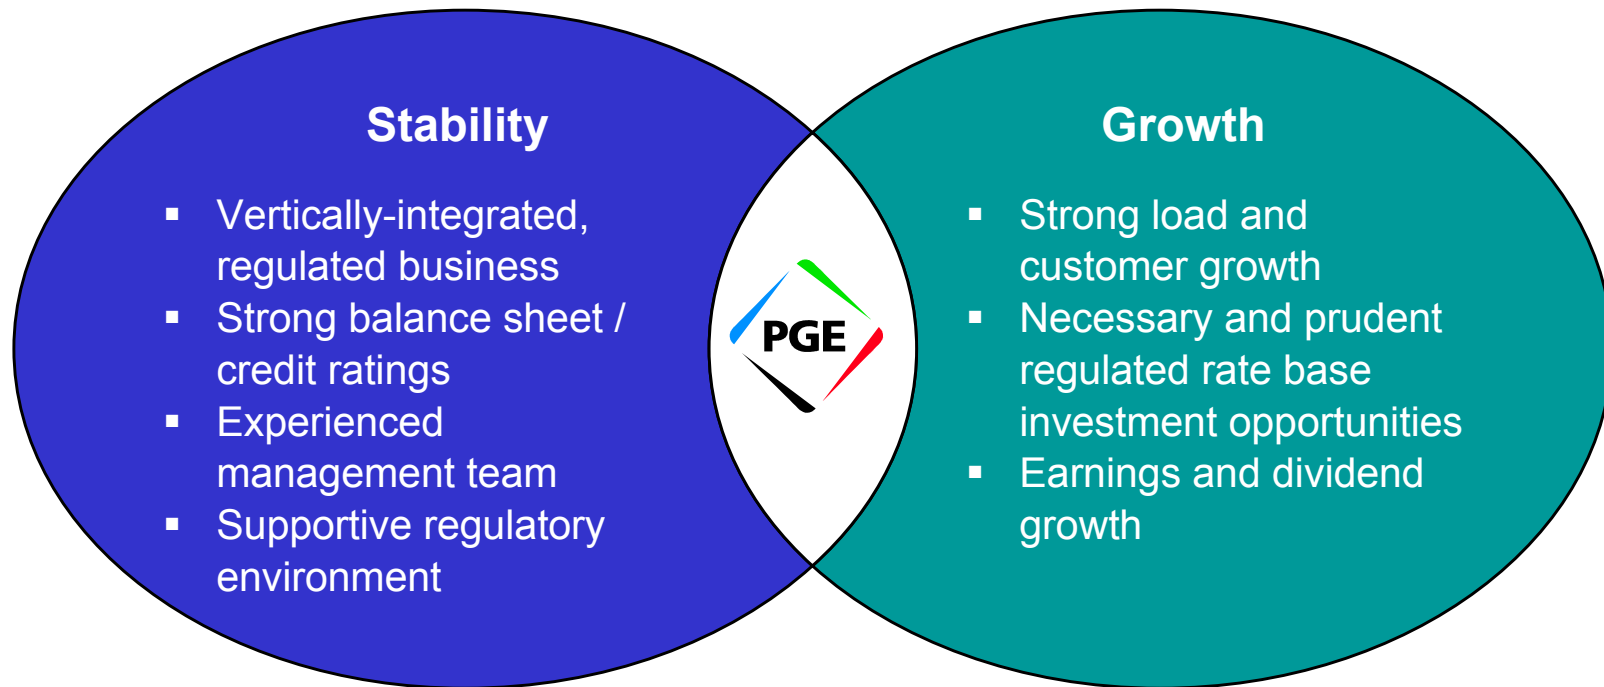 Stability
▪ Vertically-integrated,
regulated business
▪ Strong balance sheet /
credit ratings
▪ Experienced
management team
▪ Supportive regulatory
environment
PGE
Growth
▪ Strong load and
customer growth
▪ Necessary and prudent
regulated rate base
investment opportunities
▪ Earnings and dividend
growth